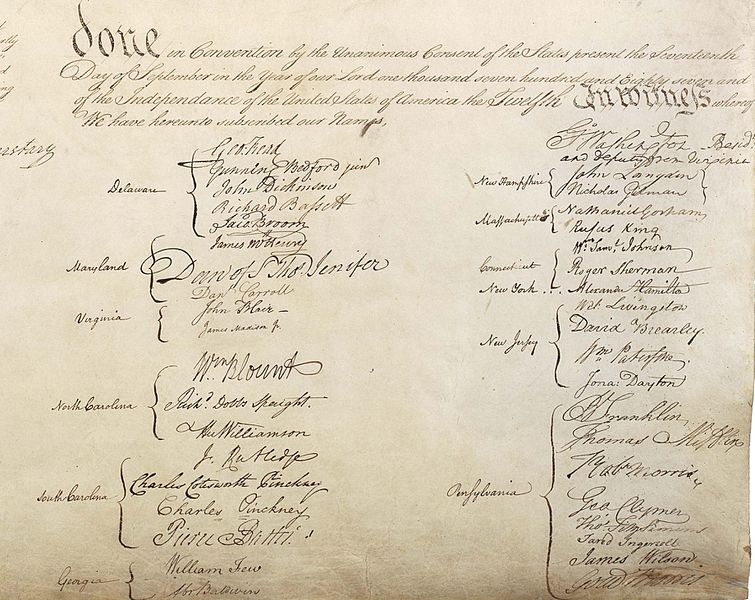 done in Convention by the Unanimous Consent of the States present the Seventeenth
Day of September in the Year of our Lord one thousand seven hundred and Eighty seven and
of the Independance of the United States of America the Twelfth In Witness whereof
We have hereunto subscribed our Names,
Delaware
Geo: Read
Gunning Bedford jun
John Dickinson
Richard Bassett
Jaco: Broom
Maryland
James McHenry
Dan of St Thos. Jenifer
Danl. Carroll
Virginia
John Blair –
James Madison Jr.
North Carolina
Wm Blount
Richd. Dobbs Spaight.
Hu Williamson
South Carolina
J. Rutledge
Charles Cotesworth Pinckney
Charles Pinckney
Pierce Butler.
Georgia
William Few
Abr Baldwin
Go. Washington – Presidt.
and deputy from Virginia
New Hampshire
John Langdon
Nicholas Gilman
Massachusetts
Nathaniel Gorham
Rufus King
Connecticut
Wm. Saml. Johnson
Roger Sherman
New York . . .
Alexander Hamilton
New Jersey
Wil: Livingston
David Brearley.
Wm. Paterson.
Jona: Dayton
Pensylvania
B Franklin
Thomas Mifflin
Robt Morris
Geo. Clymer
Thos. FitzSimons
Jared Ingersoll
James Wilson.
Gouv Morris